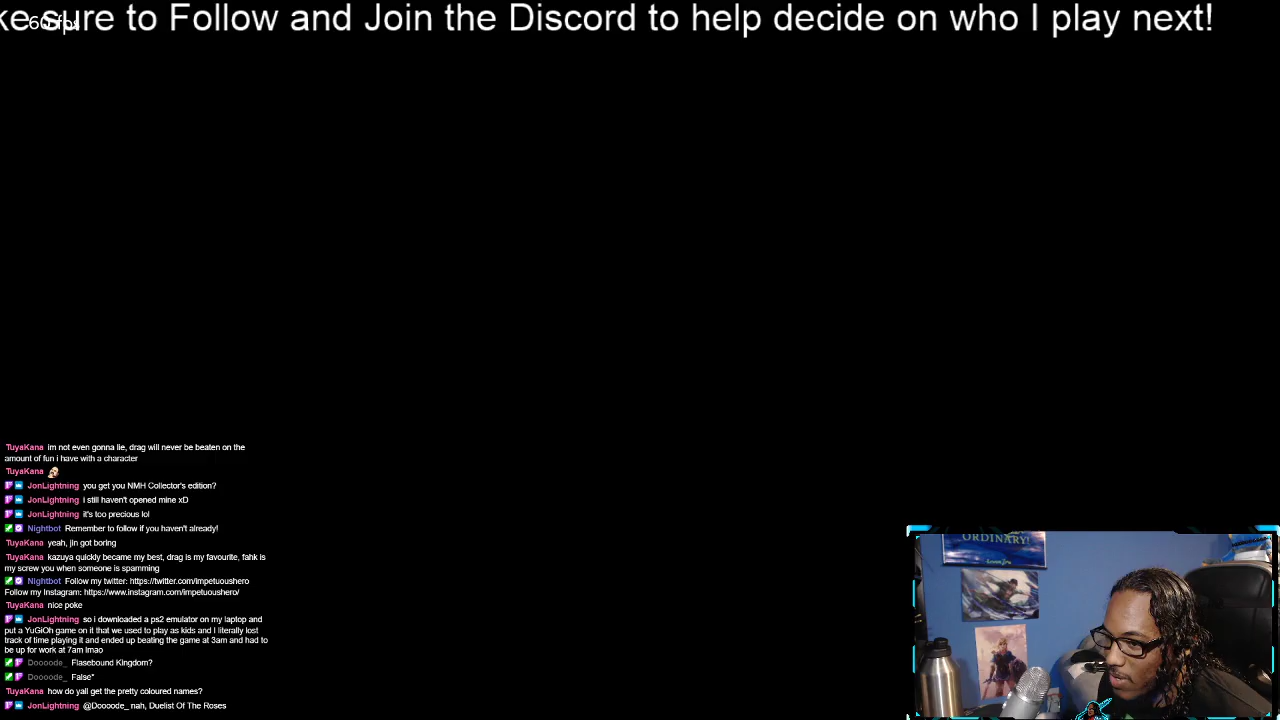 ke sure to Follow and Join the Discord to help decide on who I play next!
60 fps
TuyaKana im not even gonna lie, drag will never be beaten on the
amount of fun i have with a character
TuyaKana
JonLightning you get you NMH Collector's edition?
JonLightning i still haven't opened mine xD
JonLightning it's too precious lol
Nightbot Remember to follow if you haven't already!
TuyaKana yeah, jin got boring
TuyaKana kazuya quickly became my best, drag is my favourite, fahk is
my screw you when someone is spamming
Nightbot Follow my twitter: https://twitter.com/impetuoushero
Follow my Instagram: https://www.instagram.com/impetuoushero/
TuyaKana nice poke
JonLightning so i downloaded a ps2 emulator on my laptop and
put a YuGiOh game on it that we used to play as kids and I literally lost
track of time playing it and ended up beating the game at 3am and had to
be up for work at 7am lmao
Doooode_ Flasebound Kingdom?
Doooode_ False*
TuyaKana how do yall get the pretty coloured names?
JonLightning @Doooode_ nah, Duelist Of The Roses
ORDINARY!